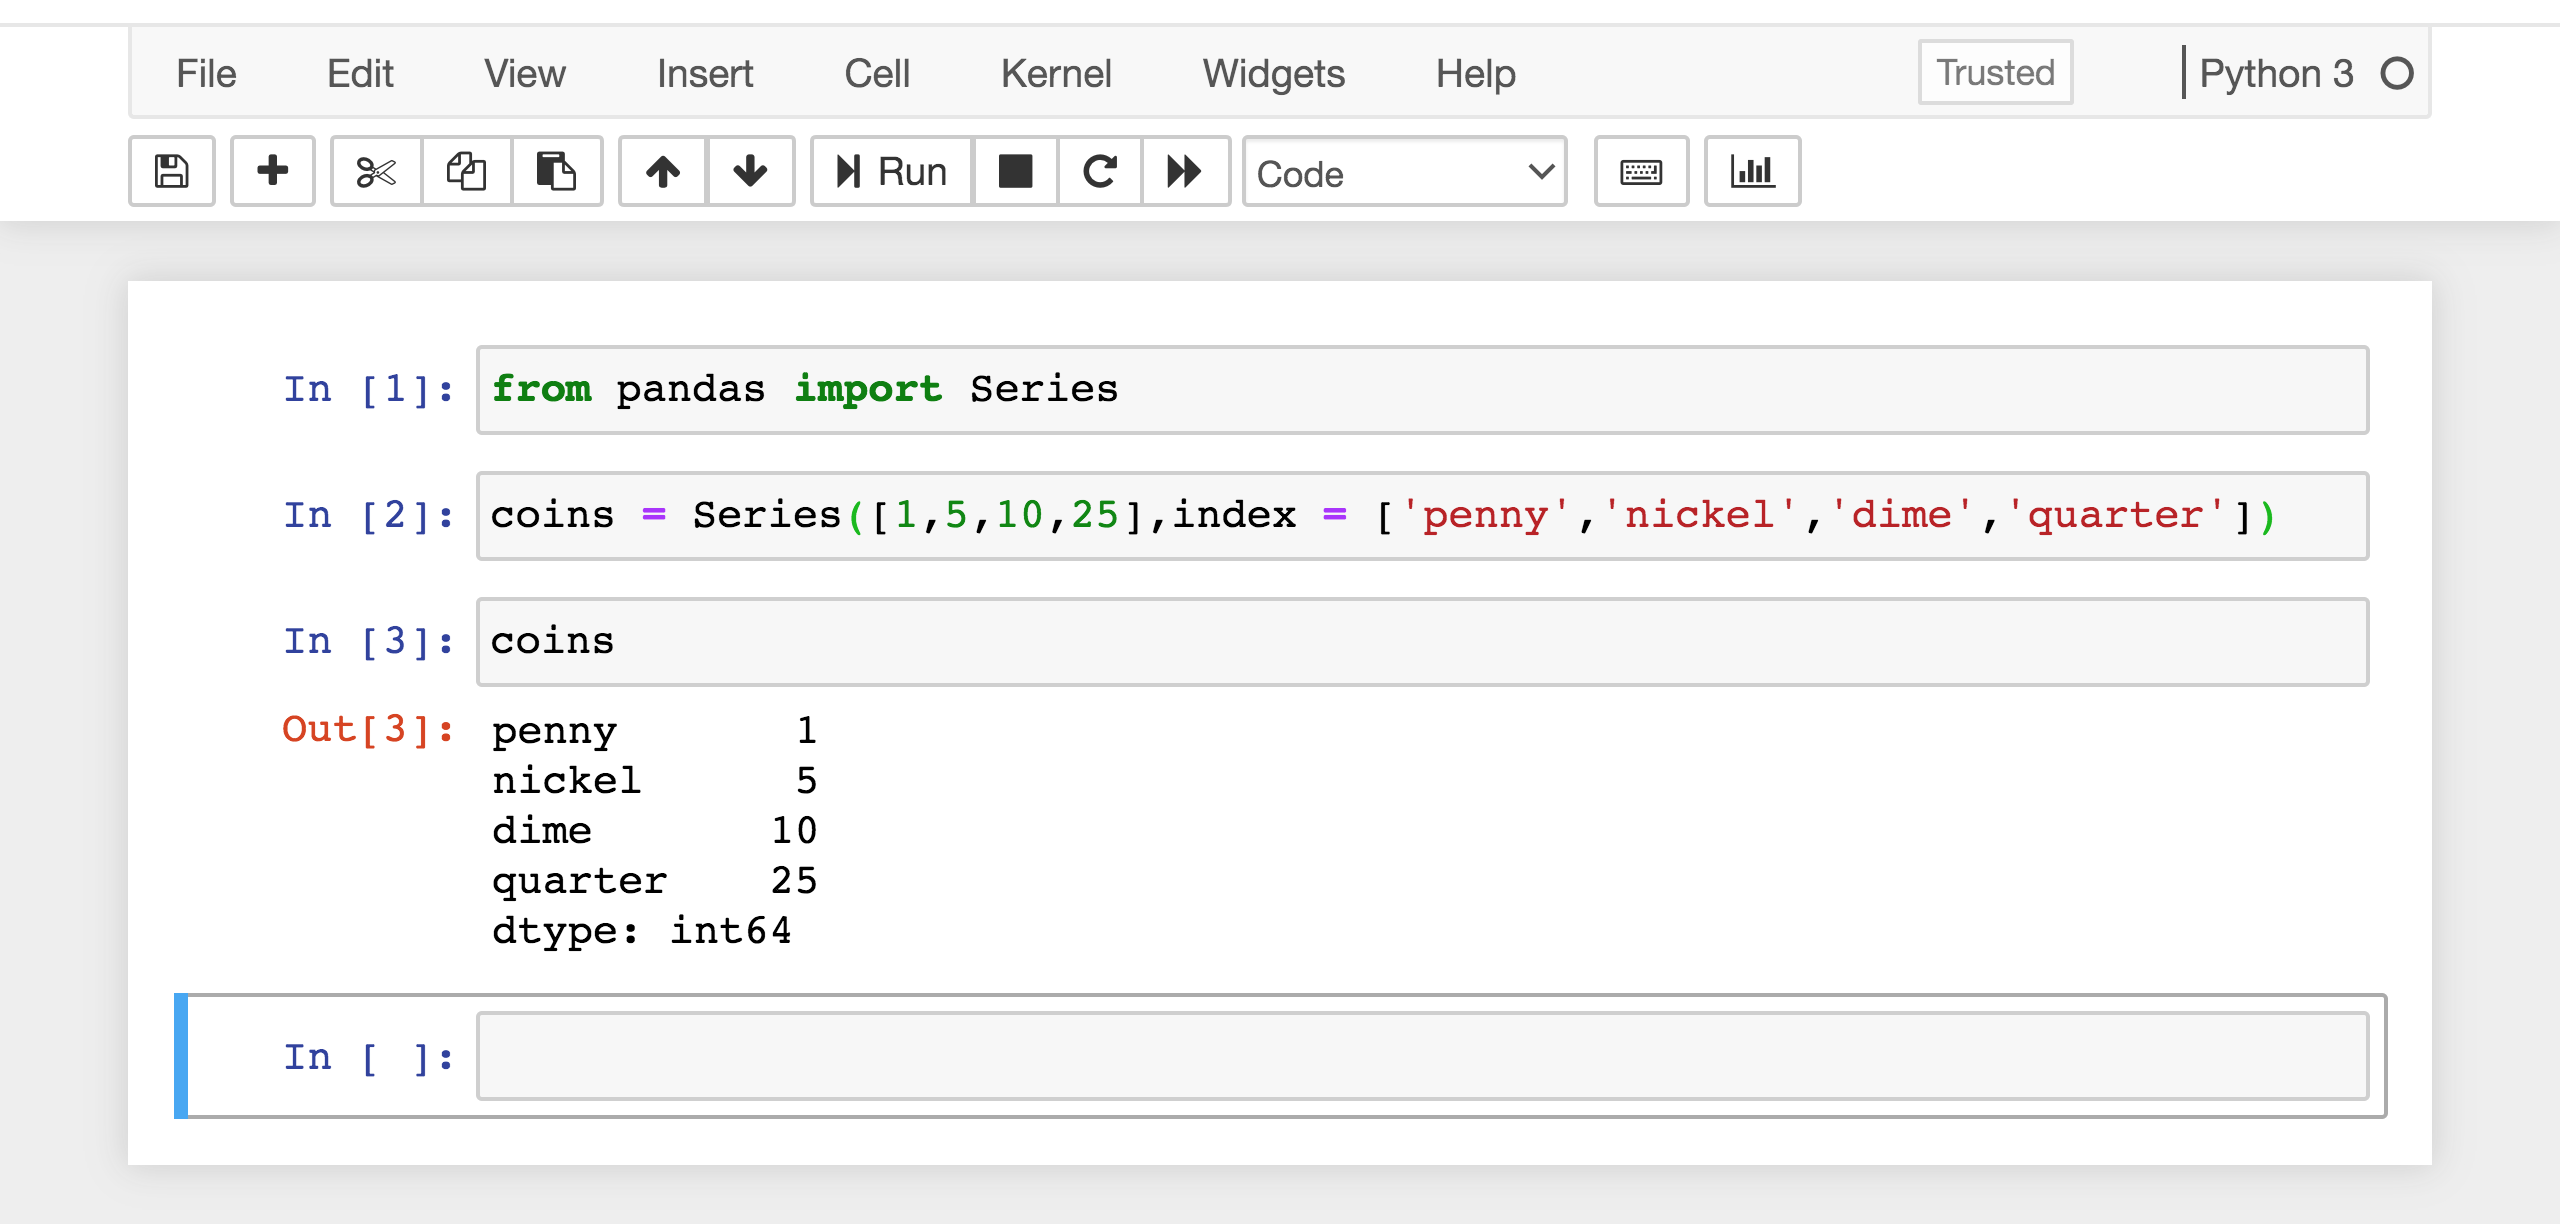 File Edit View Insert Cell Kernel Widgets Help Trusted Python 3
Run Code
In [1]: from pandas import Series
In [2]: coins = Series([1,5,10,25],index = ['penny','nickel','dime','quarter'])
In [3]: coins
Out[3]: penny 1
nickel 5
dime 10
quarter 25
dtype: int64
In [ ]: